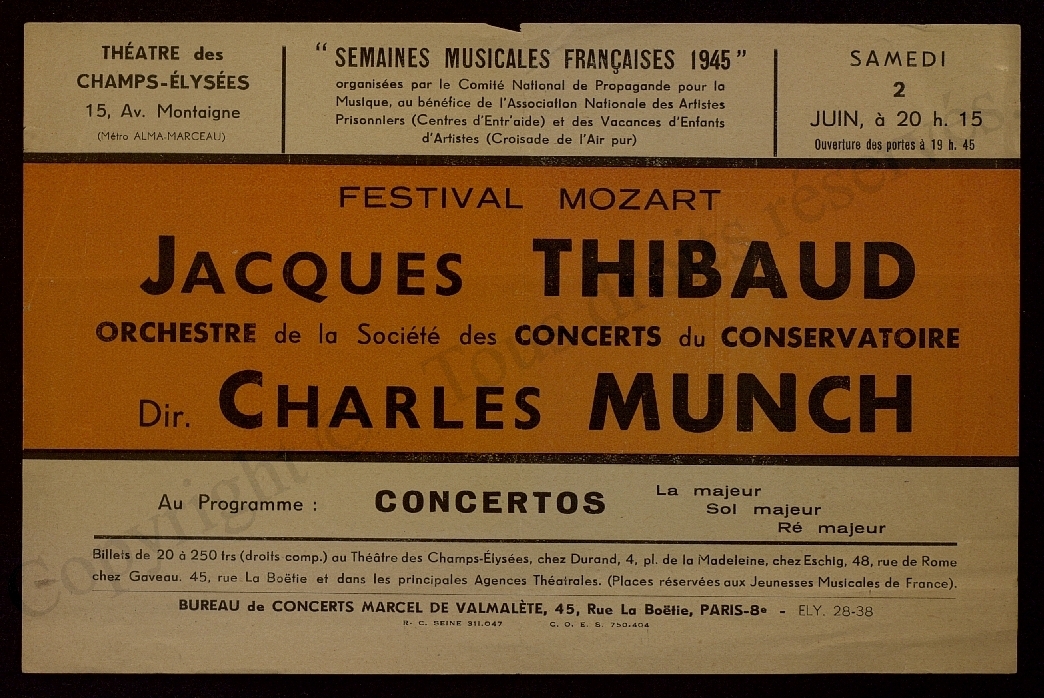 THÉATRE des
CHAMPS-ÉLYSÉES
15, Av. Montaigne
(Métro ALMA-MARCEAU)
“ SEMAINES MUSICALES FRANÇAISES 1945 ”
organisées par le Comité National de Propagande pour la
Musique, au bénéfice de l'Association Nationale des Artistes
Prisonniers (Centres d'Entr'aide) et des Vacances d'Enfants
d'Artistes (Croisade de l'Air pur)
SAMEDI
2
JUIN, à 20 h. 15
Ouverture des portes à 19 h. 45
FESTIVAL MOZART
JACQUES THIBAUD
ORCHESTRE de la Société des CONCERTS du CONSERVATOIRE
Dir. CHARLES MUNCH
Au Programme : CONCERTOS
La majeur
Sol majeur
Ré majeur
Billets de 20 à 250 frs (droits comp.) au Théâtre des Champs-Élysées, chez Durand, 4, pl. de la Madeleine, chez Eschig, 48, rue de Rome
chez Gaveau. 45, rue La Boëtie et dans les principales Agences Théatrales. (Places réservées aux Jeunesses Musicales de France).
BUREAU de CONCERTS MARCEL DE VALMALÈTE, 45, Rue La Boëtie, PARIS-8e - ELY. 28-38
R. C. SEINE 311.047 C. O. E. S. 750.404
Copyright © Tous droits réservés.